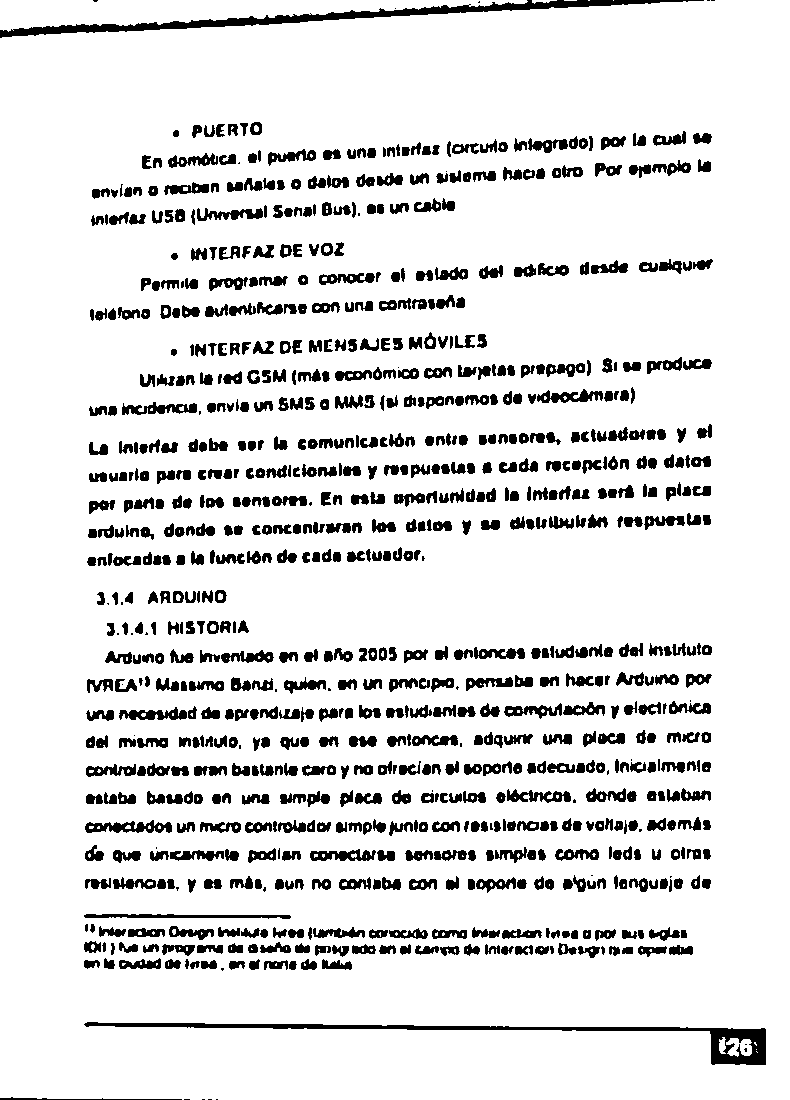 • PUERTO
En domótica, el puerto es una interfaz (circuito integrado) por la cual se
envían o reciben señales o datos desde un sistema hacia otro. Por ejemplo la
interfaz USB (Universal Serial Bus), es un cable
• INTERFAZ DE VOZ
Permite programar o conocer el estado del edificio desde cualquier
teléfono. Debe autentificarse con una contraseña
• INTERFAZ DE MENSAJES MÓVILES
Utilizan la red GSM (más económico con tarjetas prepago). Si se produce
una incidencia, envía un SMS o MMS (si disponemos de videocámara)
La interfaz debe ser la comunicación entre sensores, actuadores y el
usuario para crear condicionales y respuestas a cada recepción de datos
por parte de los sensores. En esta oportunidad la interfaz será la placa
arduino, donde se concentraran los datos y se distribuirán respuestas
enfocadas a la función de cada actuador.
3.1.4 ARDUINO
3.1.4.1 HISTORIA
Arduino fue inventado en el año 2005 por el entonces estudiante del instituto
IVREA¹³ Massimo Banzi, quien, en un principio, pensaba en hacer Arduino por
una necesidad de aprendizaje para los estudiantes de computación y electrónica
del mismo instituto, ya que en ese entonces, adquirir una placa de micro
controladores eran bastante caro y no ofrecían el soporte adecuado, Inicialmente
estaba basado en una simple placa de circuitos eléctricos, donde estaban
conectados un micro controlador simple junto con resistencias de voltaje, además
de que únicamente podían conectarse sensores simples como leds u otras
resistencias, y es más, aun no contaba con el soporte de algún lenguaje de
¹³ Interaction Design Institute Ivrea (también conocido como Interaction Ivrea o por sus siglas
IDII ) fue un programa de diseño de posgrado en el campo de Interaction Design que operaba
en la ciudad de Ivrea , en el norte de Italia
26